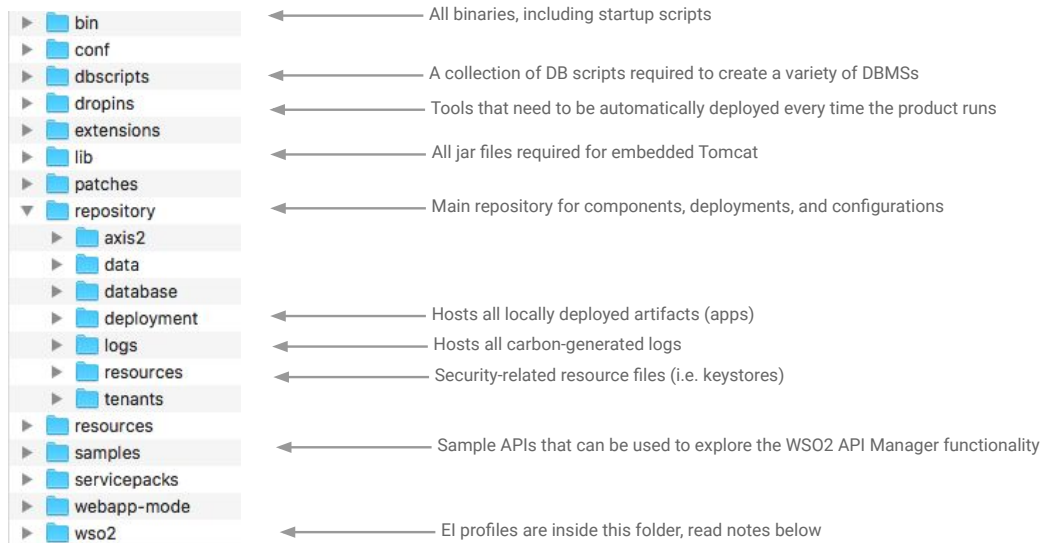 bin All binaries, including startup scripts
conf
dbscripts A collection of DB scripts required to create a variety of DBMSs
dropins Tools that need to be automatically deployed every time the product runs
extensions
lib All jar files required for embedded Tomcat
patches
repository Main repository for components, deployments, and configurations
axis2
data
database
deployment Hosts all locally deployed artifacts (apps)
logs Hosts all carbon-generated logs
resources Security-related resource files (i.e. keystores)
tenants
resources
samples Sample APIs that can be used to explore the WSO2 API Manager functionality
servicepacks
webapp-mode
wso2 EI profiles are inside this folder, read notes below